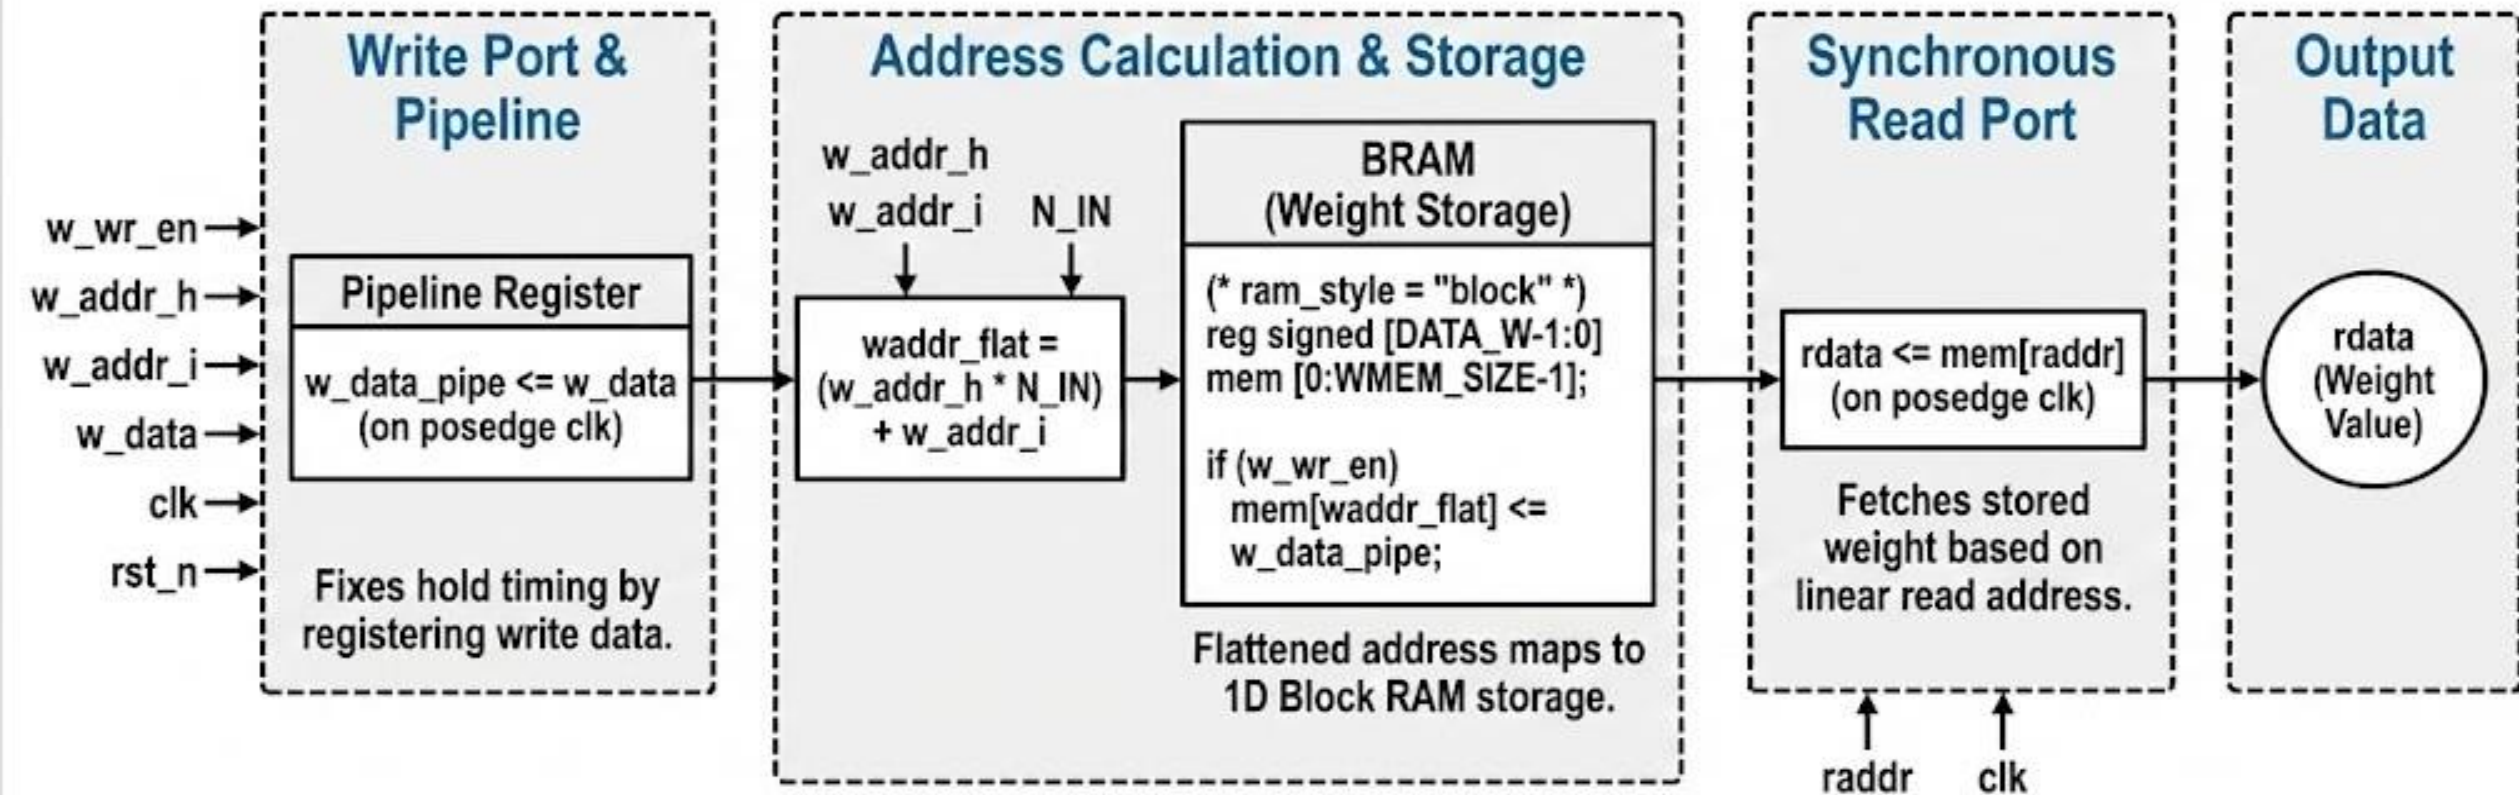 Write Port &
Pipeline
w_wr_en
w_addr_h
w_addr_i
w_data
clk
rst_n
Pipeline Register
w_data_pipe <= w_data
(on posedge clk)
Fixes hold timing by
registering write data.
Address Calculation & Storage
w_addr_h
w_addr_i
N_IN
waddr_flat =
(w_addr_h * N_IN)
+ w_addr_i
BRAM
(Weight Storage)
(* ram_style = "block" *)
reg signed [DATA_W-1:0]
mem [0:WMEM_SIZE-1];
if (w_wr_en)
mem[waddr_flat] <=
w_data_pipe;
Flattened address maps to
1D Block RAM storage.
Synchronous
Read Port
rdata <= mem[raddr]
(on posedge clk)
Fetches stored
weight based on
linear read address.
raddr
clk
Output
Data
rdata
(Weight
Value)